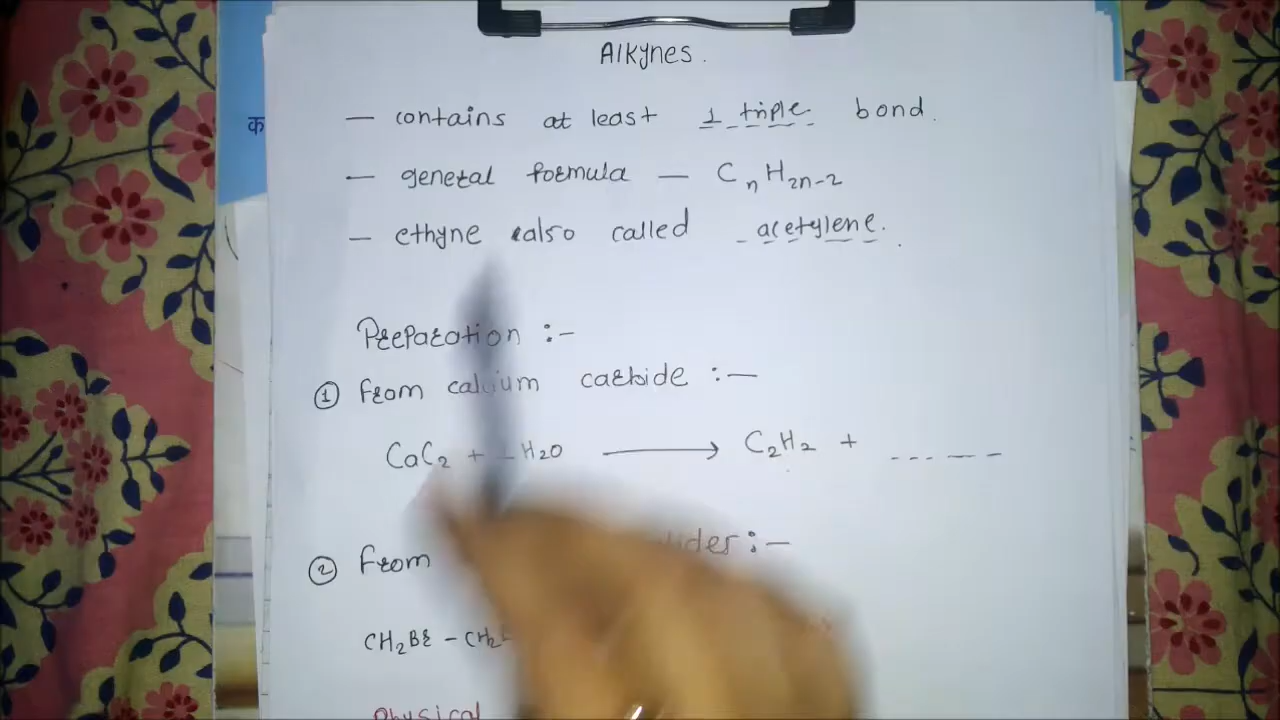 Alkynes.
— contains at least 1 triple bond.
— general formula — CnH2n-2
— ethyne also called acetylene.
Preparation :-
① From calcium carbide :—
CaC2 + H2O ⟶ C2H2 + -----
② From :—
CH2Br - CH2
Physical
क